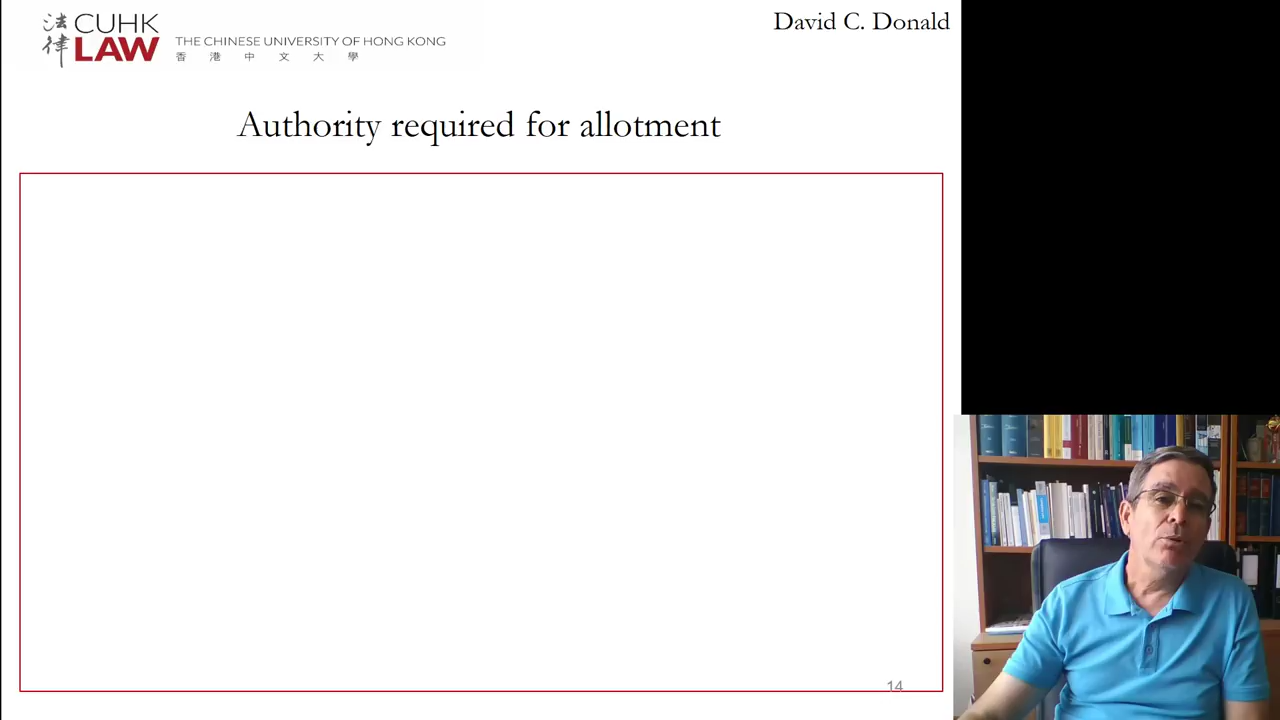 法律
CUHK
LAW
THE CHINESE UNIVERSITY OF HONG KONG
香港中文大學
David C. Donald
Authority required for allotment
14